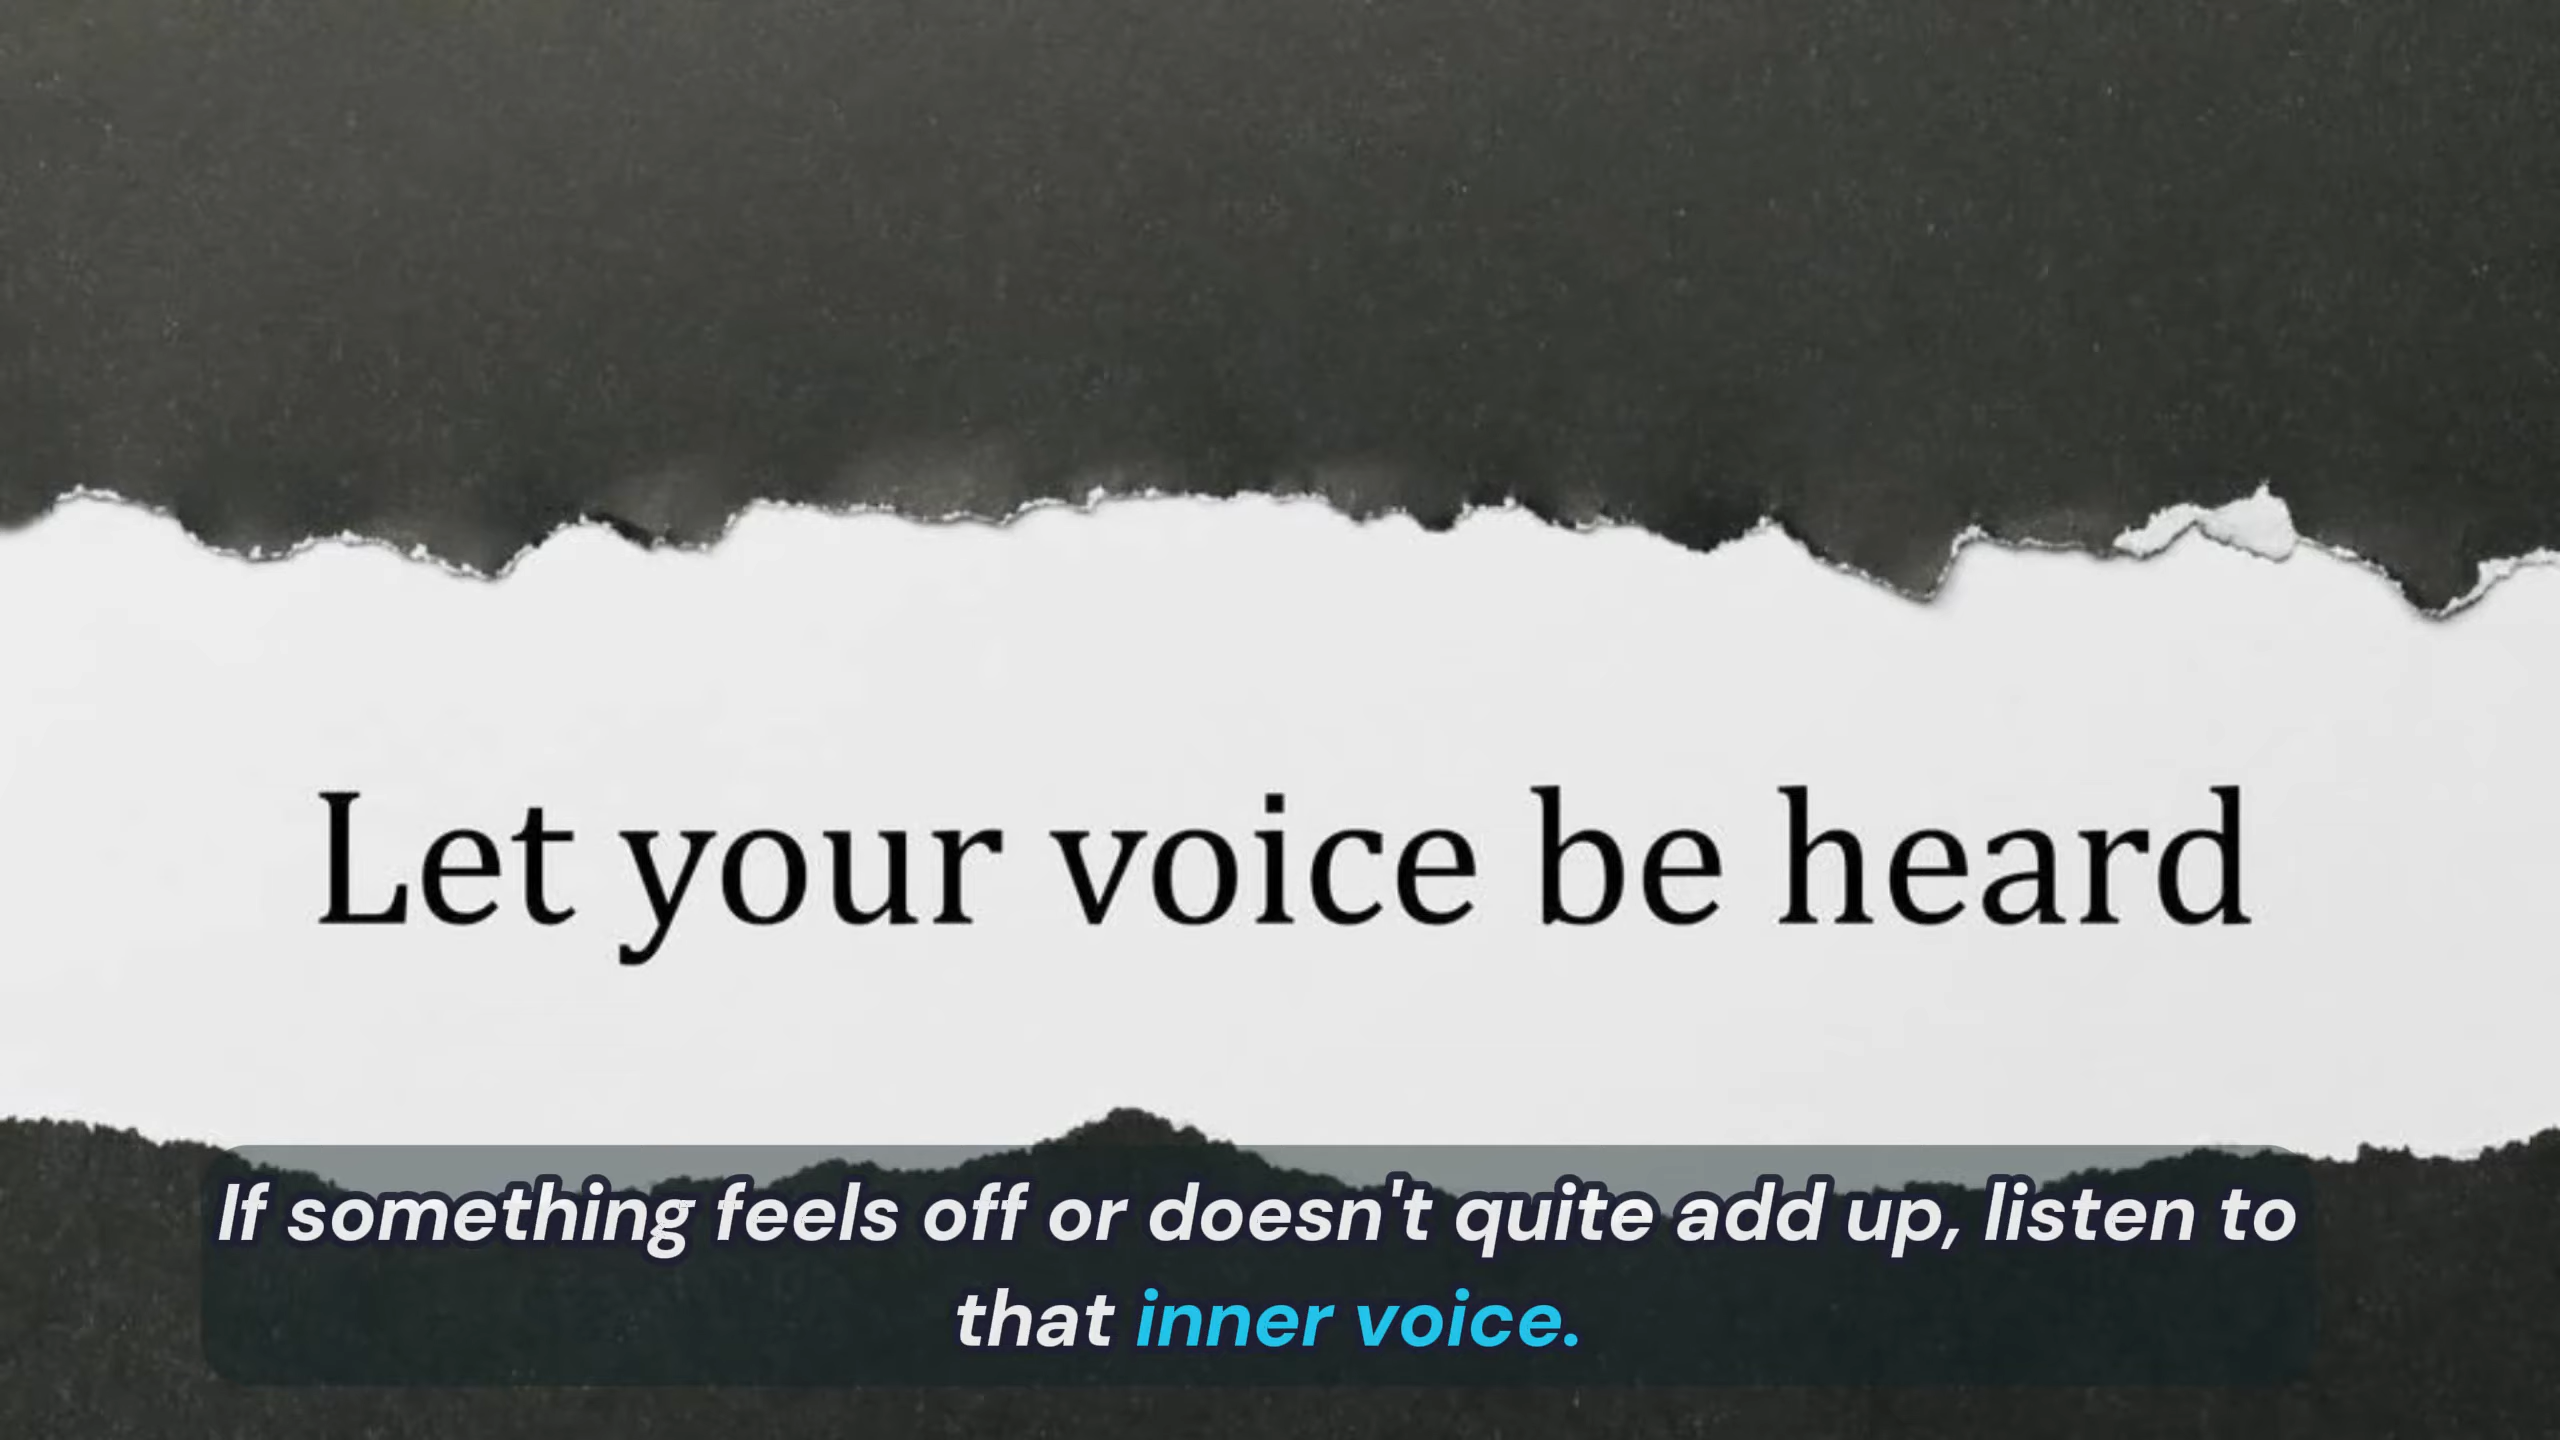 Let your voice be heard
If something feels off or doesn't quite add up, listen to
that inner voice.